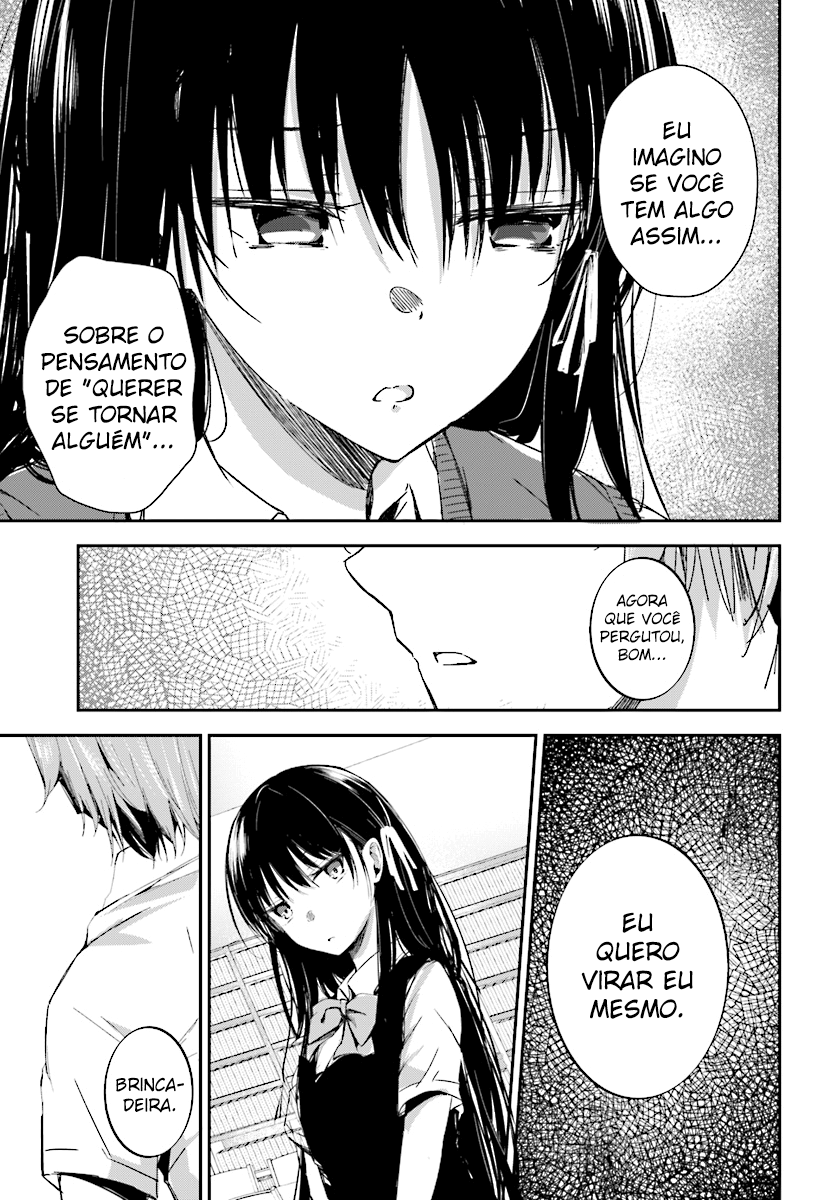 EU
IMAGINO
SE VOCÊ
TEM ALGO
ASSIM...
SOBRE O
PENSAMENTO
DE "QUERER
SE TORNAR
ALGUÉM"...
AGORA
QUE VOCÊ
PERGUTOU,
BOM...
EU
QUERO
VIRAR EU
MESMO.
BRINCA-
DEIRA.